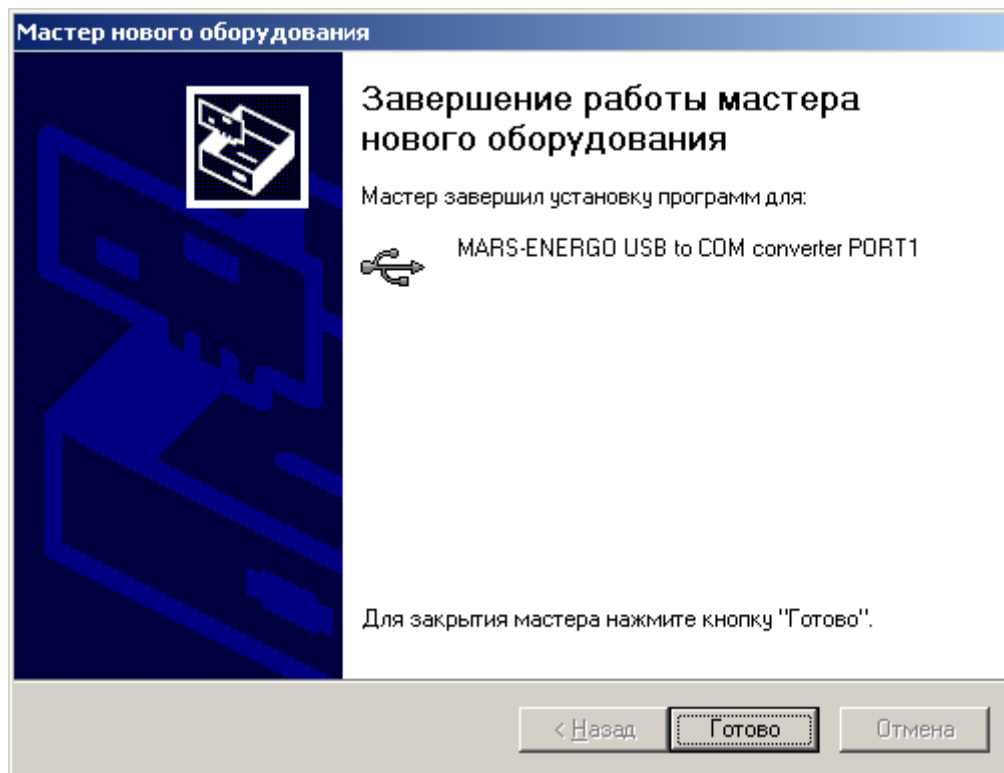 Мастер нового оборудования
Завершение работы мастера
нового оборудования
Мастер завершил установку программ для:
MARS-ENERGO USB to COM converter PORT1
Для закрытия мастера нажмите кнопку "Готово".
< Назад
Готово
Отмена